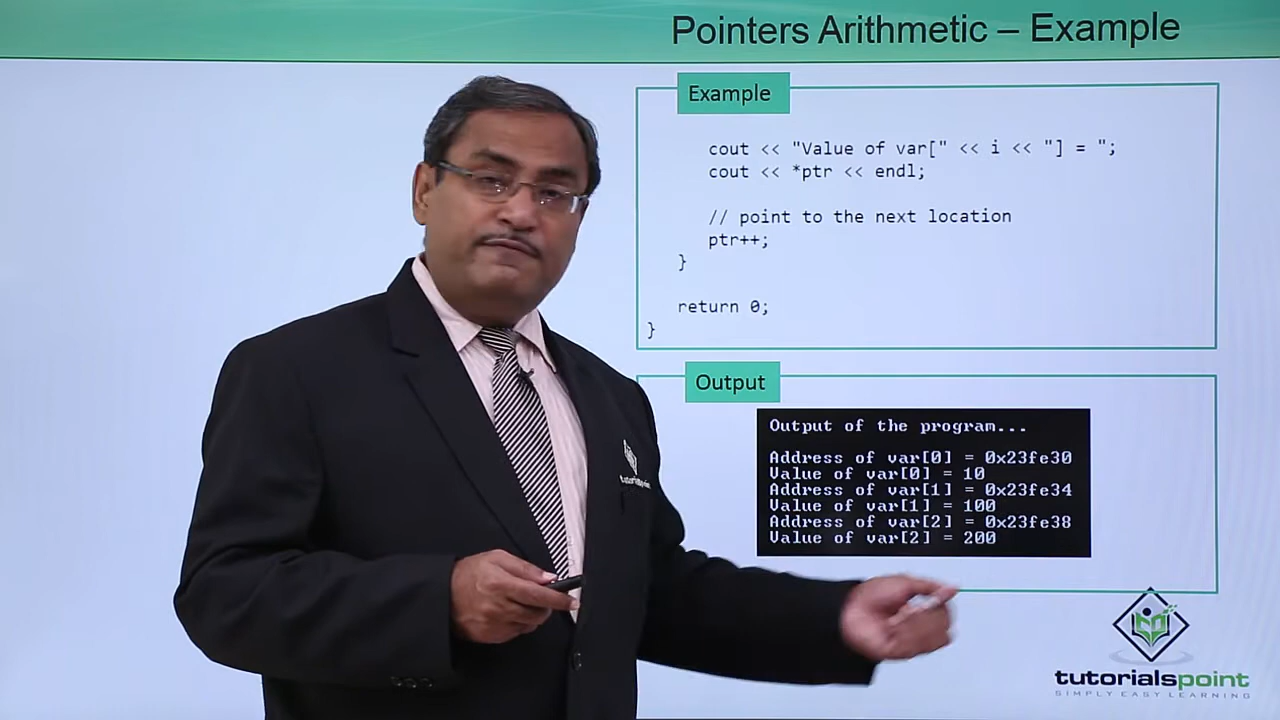 Pointers Arithmetic – Example
Example
cout << "Value of var[" << i << "] = ";
cout << *ptr << endl;
// point to the next location
ptr++;
}
return 0;
}
Output
Output of the program...
Address of var[0] = 0x23fe30
Value of var[0] = 10
Address of var[1] = 0x23fe34
Value of var[1] = 100
Address of var[2] = 0x23fe38
Value of var[2] = 200
tutorialspoint
tutorialspoint
SIMPLY EASY LEARNING